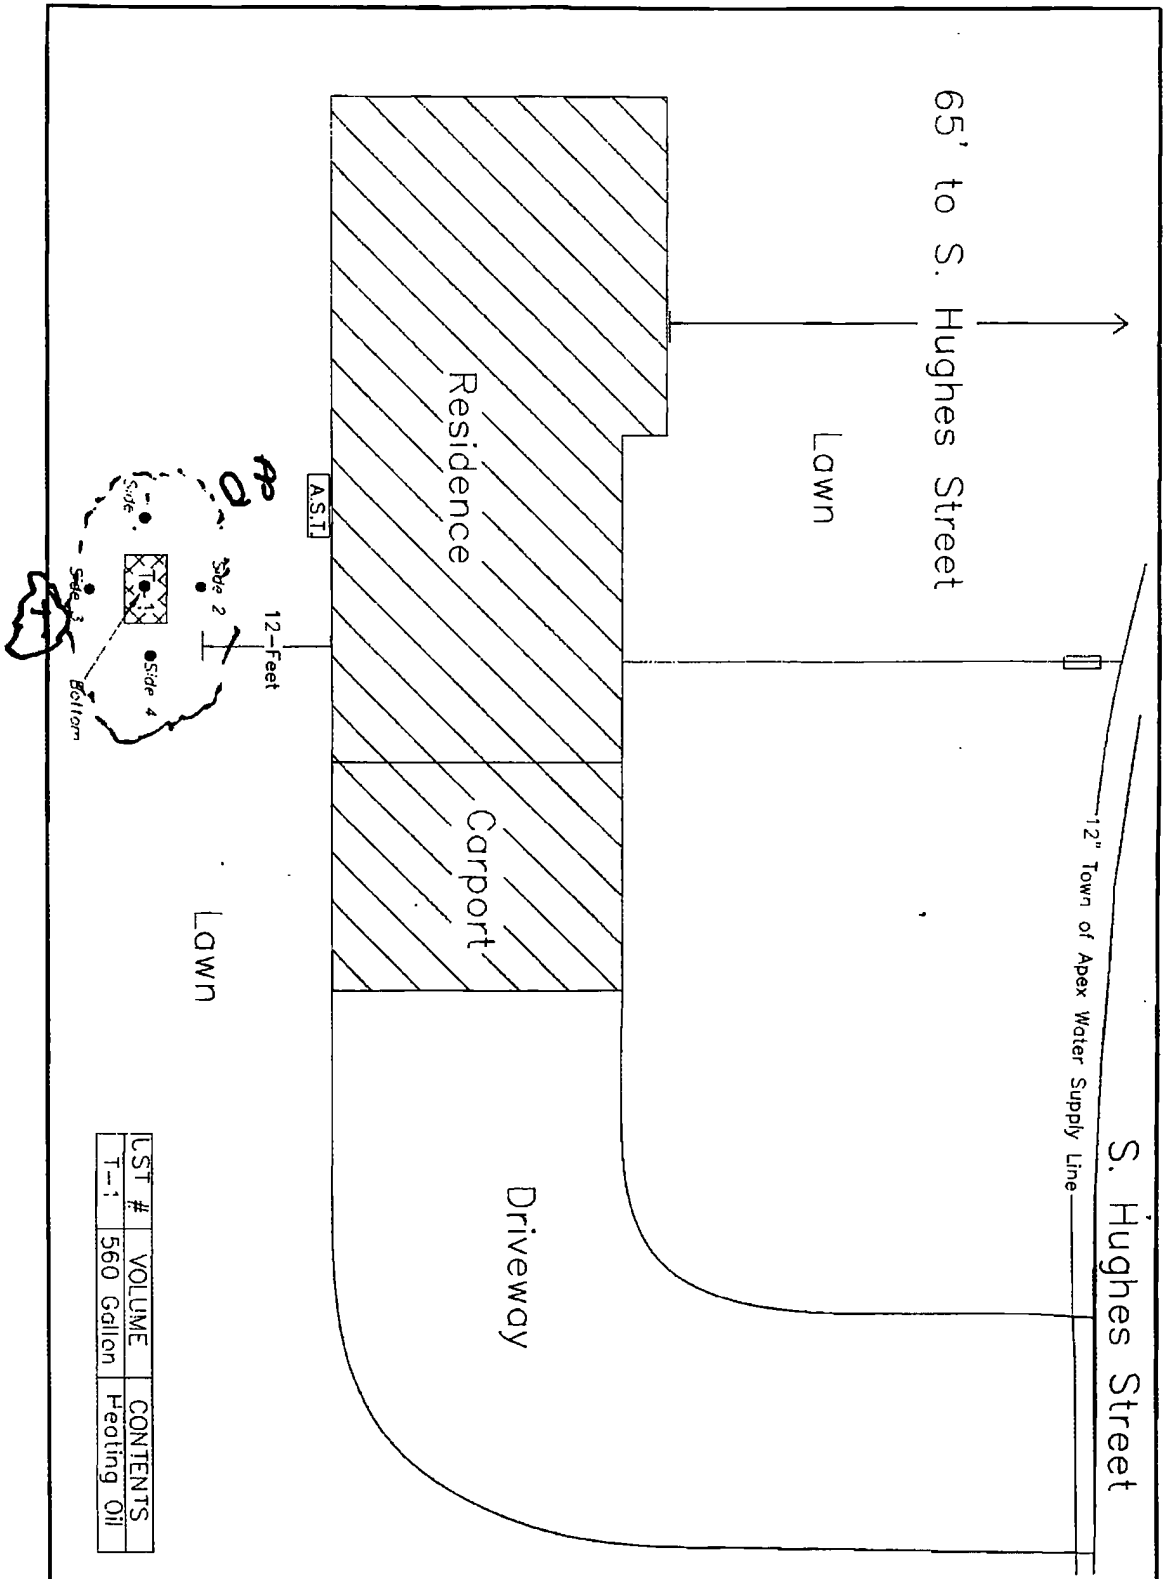 65' to S. Hughes Street
S. Hughes Street
12" Town of Apex Water Supply Line
Lawn
Residence
Carport
Driveway
A.S.T.
12-Feet
Side 2
Side
T-1
Side 4
Side 3
Bottom
Lawn
UST # VOLUME CONTENTS
T-1 560 Gallon Heating Oil